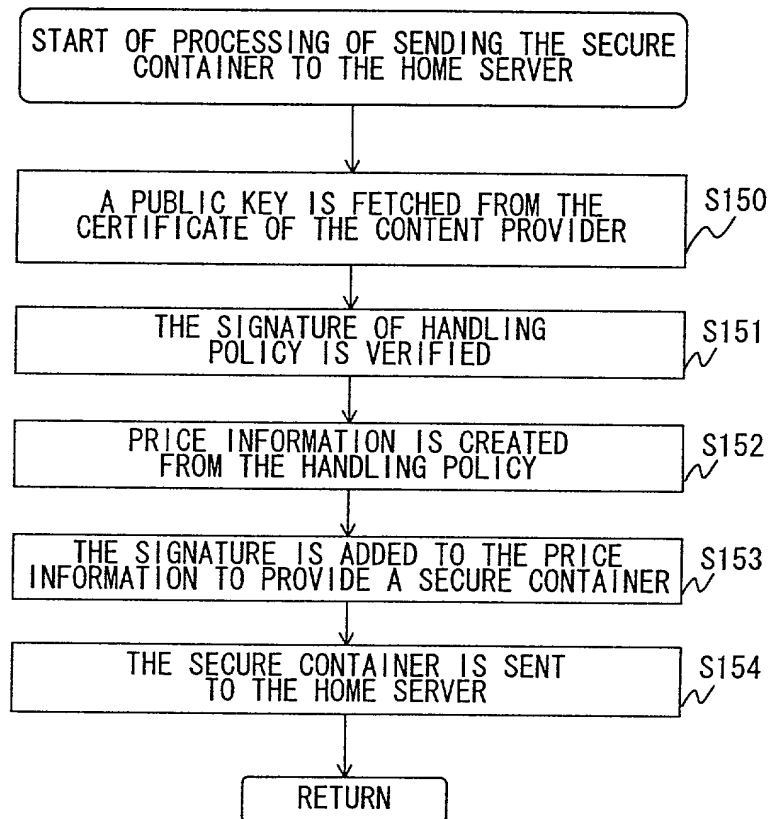 START OF PROCESSING OF SENDING THE SECURE
CONTAINER TO THE HOME SERVER
A PUBLIC KEY IS FETCHED FROM THE
CERTIFICATE OF THE CONTENT PROVIDER
S150
THE SIGNATURE OF HANDLING
POLICY IS VERIFIED
S151
PRICE INFORMATION IS CREATED
FROM THE HANDLING POLICY
S152
THE SIGNATURE IS ADDED TO THE PRICE
INFORMATION TO PROVIDE A SECURE CONTAINER
S153
THE SECURE CONTAINER IS SENT
TO THE HOME SERVER
S154
RETURN